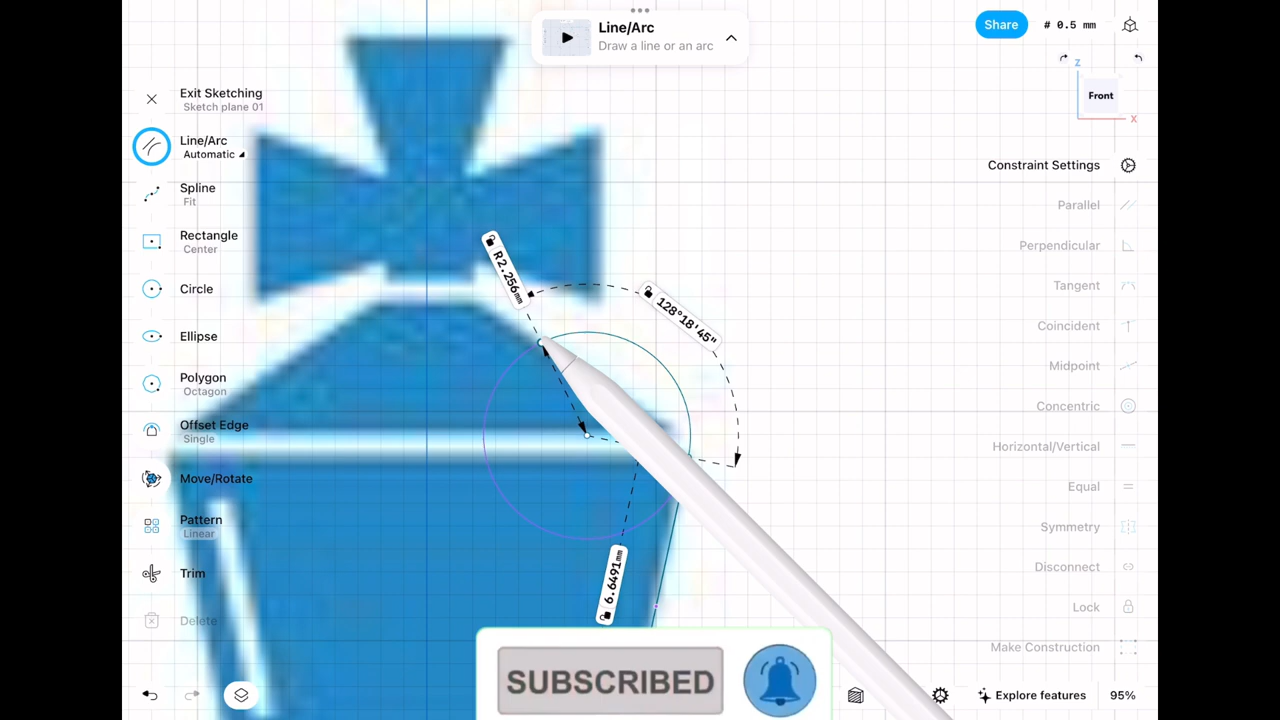 Line/Arc
Draw a line or an arc
Share
# 0.5 mm
Z
Front
X
Exit Sketching
Sketch plane 01
Line/Arc
Automatic
Spline
Fit
Rectangle
Center
Circle
Ellipse
Polygon
Octagon
Offset Edge
Single
Move/Rotate
Pattern
Linear
Trim
Delete
R2.256mm
128°18'45"
6.6491mm
Constraint Settings
Parallel
Perpendicular
Tangent
Coincident
Midpoint
Concentric
Horizontal/Vertical
Equal
Symmetry
Disconnect
Lock
Make Construction
SUBSCRIBED
Explore features
95%